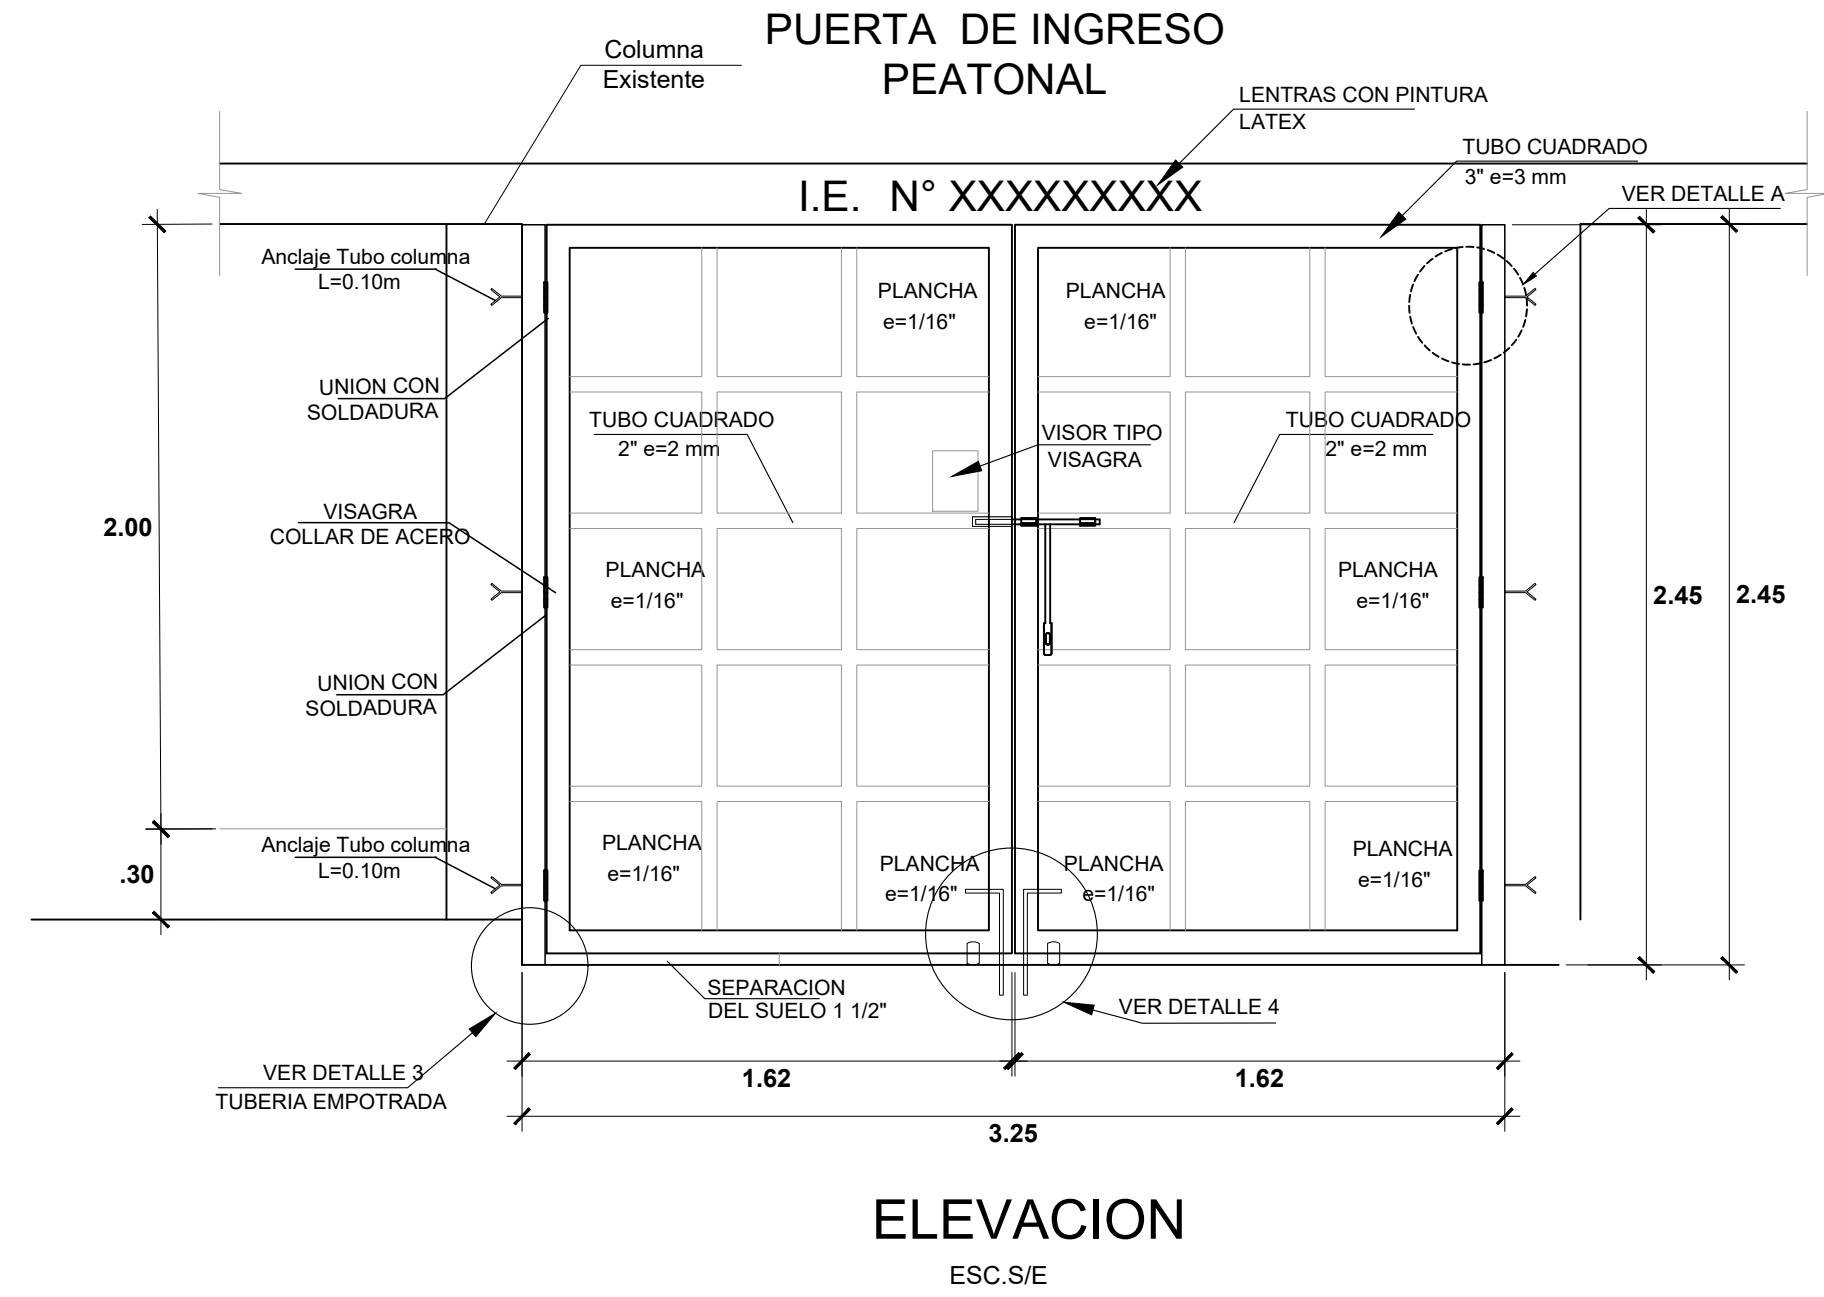 PUERTA DE INGRESO
PEATONAL
Columna
Existente
LENTRAS CON PINTURA
LATEX
TUBO CUADRADO
3" e=3 mm
VER DETALLE A
I.E. N° XXXXXXXXX
Anclaje Tubo columna
L=0.10m
PLANCHA
e=1/16"
PLANCHA
e=1/16"
UNION CON
SOLDADURA
TUBO CUADRADO
2" e=2 mm
VISOR TIPO
VISAGRA
TUBO CUADRADO
2" e=2 mm
2.00
VISAGRA
COLLAR DE ACERO
PLANCHA
e=1/16"
PLANCHA
e=1/16"
2.45
2.45
UNION CON
SOLDADURA
Anclaje Tubo columna
L=0.10m
.30
PLANCHA
e=1/16"
PLANCHA
e=1/16"
PLANCHA
e=1/16"
PLANCHA
e=1/16"
SEPARACION
DEL SUELO 1 1/2"
VER DETALLE 4
VER DETALLE 3
TUBERIA EMPOTRADA
1.62
1.62
3.25
ELEVACION
ESC.S/E